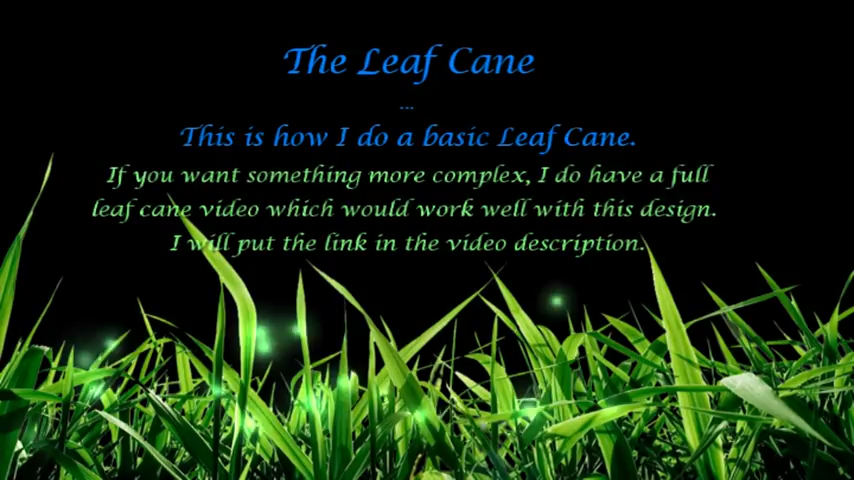 The Leaf Cane
...
This is how I do a basic Leaf Cane.
If you want something more complex, I do have a full
leaf cane video which would work well with this design.
I will put the link in the video description.